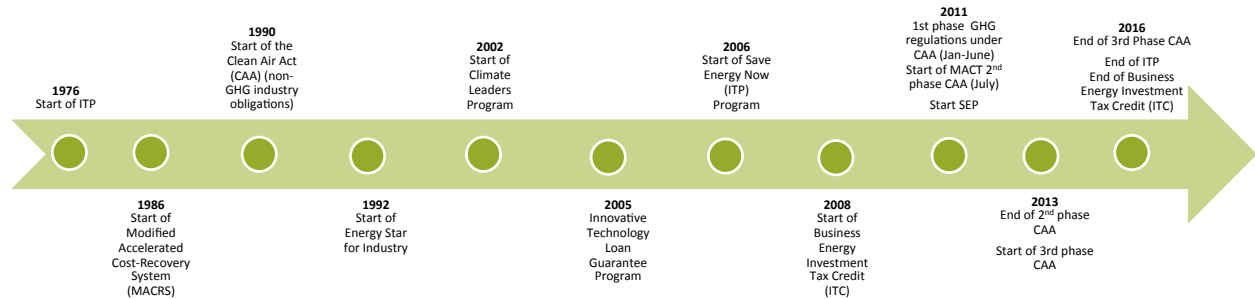 1976
Start of ITP
1986
Start of
Modified
Accelerated
Cost-Recovery
System
(MACRS)
1990
Start of the
Clean Air Act
(CAA) (non-
GHG industry
obligations)
1992
Start of
Energy Star
for Industry
2002
Start of
Climate
Leaders
Program
2005
Innovative
Technology
Loan
Guarantee
Program
2006
Start of Save
Energy Now
(ITP)
Program
2008
Start of
Business
Energy
Investment
Tax Credit
(ITC)
2011
1st phase GHG
regulations under
CAA (Jan-June)
Start of MACT 2nd
phase CAA (July)
Start SEP
2013
End of 2nd phase
CAA
Start of 3rd phase
CAA
2016
End of 3rd Phase CAA
End of ITP
End of Business
Energy Investment
Tax Credit (ITC)